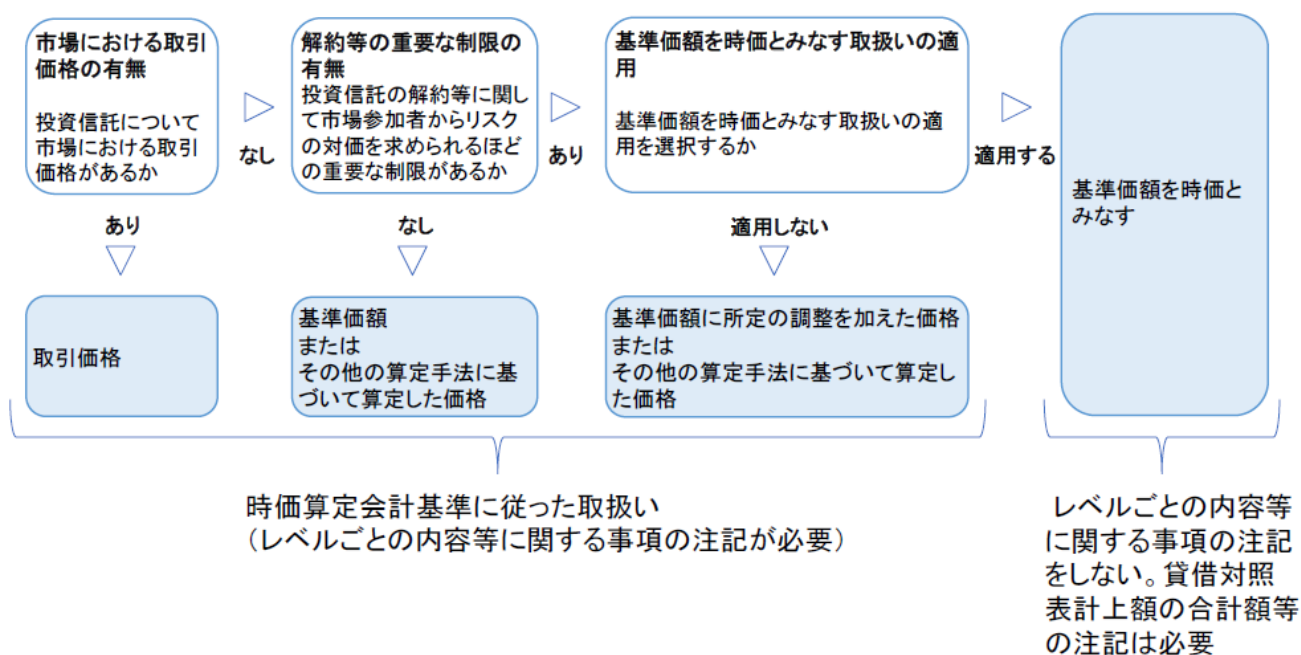 市場における取引
価格の有無
投資信託について
市場における取引
価格があるか
なし
解約等の重要な制限の
有無
投資信託の解約等に関し
て市場参加者からリスク
の対価を求められるほど
の重要な制限があるか
あり
基準価額を時価とみなす取扱いの適
用
基準価額を時価とみなす取扱いの適
用を選択するか
適用する
基準価額を時価と
みなす
あり
なし
適用しない
取引価格
基準価額
または
その他の算定手法に基
づいて算定した価格
基準価額に所定の調整を加えた価格
または
その他の算定手法に基づいて算定し
た価格
時価算定会計基準に従った取扱い
(レベルごとの内容等に関する事項の注記が必要)
レベルごとの内容等
に関する事項の注記
をしない。貸借対照
表計上額の合計額等
の注記は必要